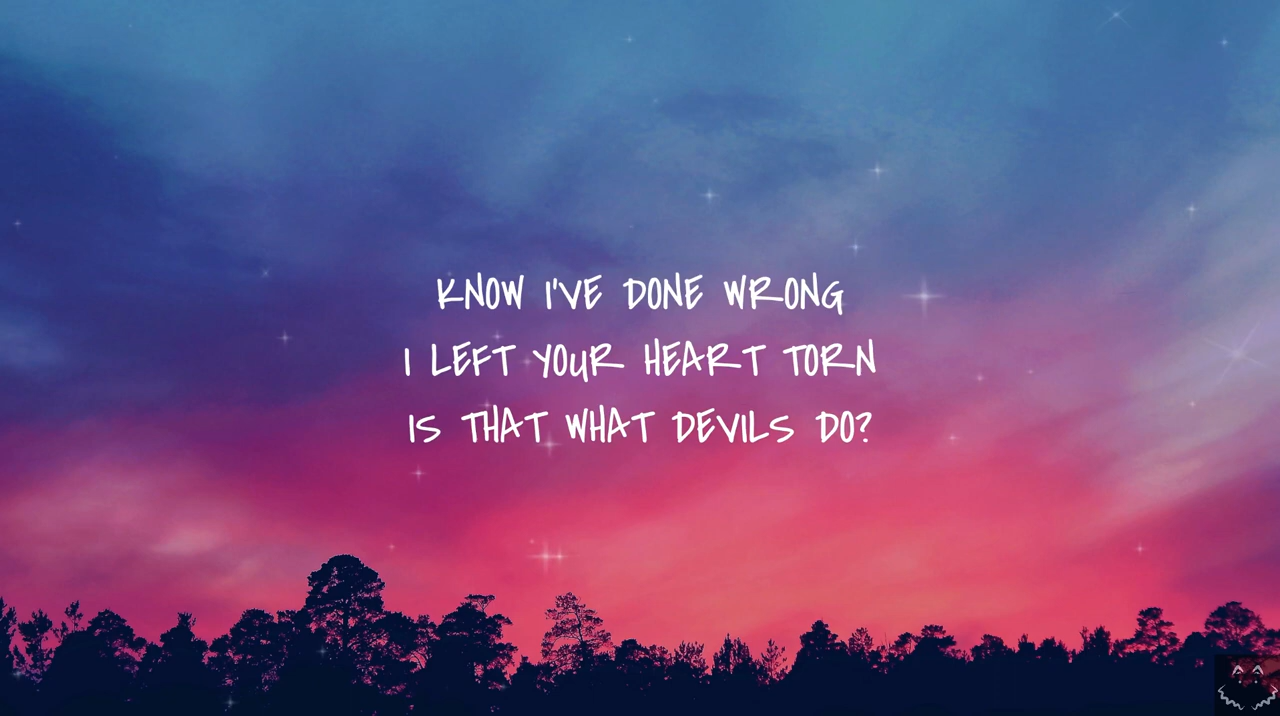 KNOW I'VE DONE WRONG
I LEFT YOUR HEART TORN
IS THAT WHAT DEVILS DO?